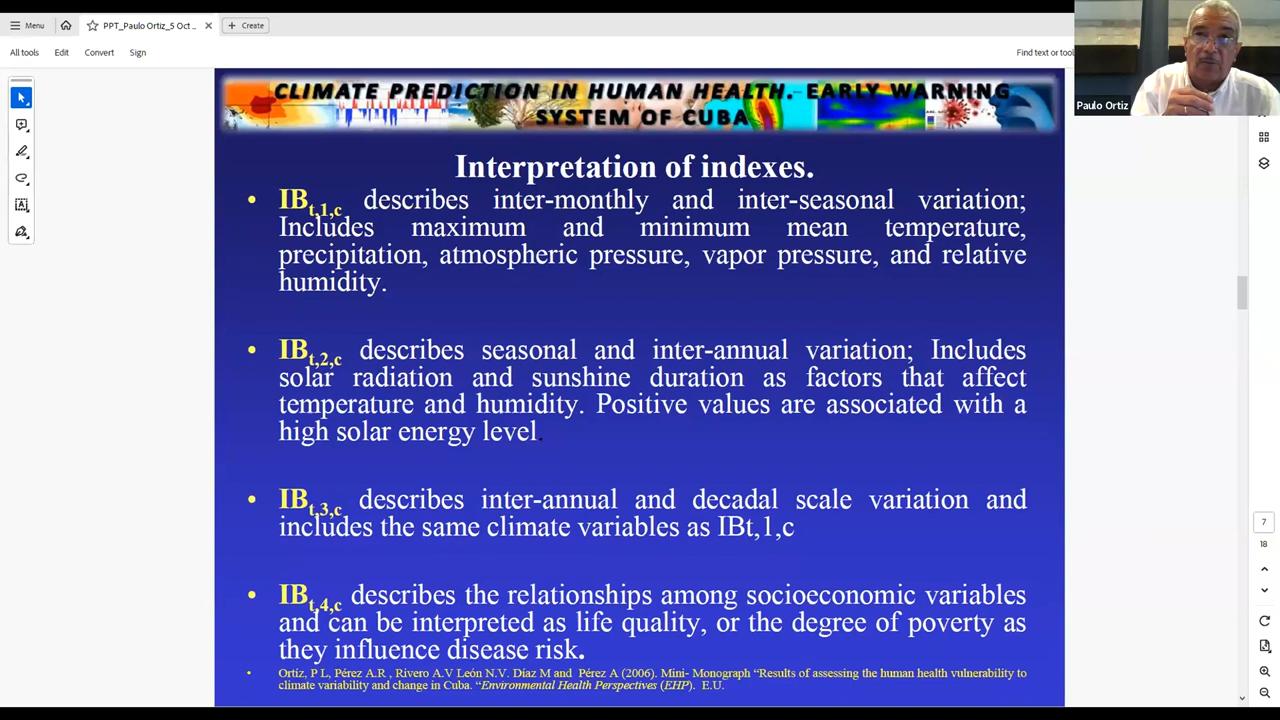 Menu
PPT_Paulo Ortiz_5 Oct ...
Create
All tools Edit Convert Sign
Find text or tool
Paulo Ortiz
CLIMATE PREDICTION IN HUMAN HEALTH. EARLY WARNING
SYSTEM OF CUBA
Interpretation of indexes.
• IBt,1,c describes inter-monthly and inter-seasonal variation;
Includes maximum and minimum mean temperature,
precipitation, atmospheric pressure, vapor pressure, and relative
humidity.
• IBt,2,c describes seasonal and inter-annual variation; Includes
solar radiation and sunshine duration as factors that affect
temperature and humidity. Positive values are associated with a
high solar energy level.
• IBt,3,c describes inter-annual and decadal scale variation and
includes the same climate variables as IBt,1,c
• IBt,4,c describes the relationships among socioeconomic variables
and can be interpreted as life quality, or the degree of poverty as
they influence disease risk.
• Ortíz, P L, Pérez A.R , Rivero A.V León N.V. Díaz M and Pérez A (2006). Mini- Monograph “Results of assessing the human health vulnerability to
climate variability and change in Cuba. “Environmental Health Perspectives (EHP). E.U.
7
18